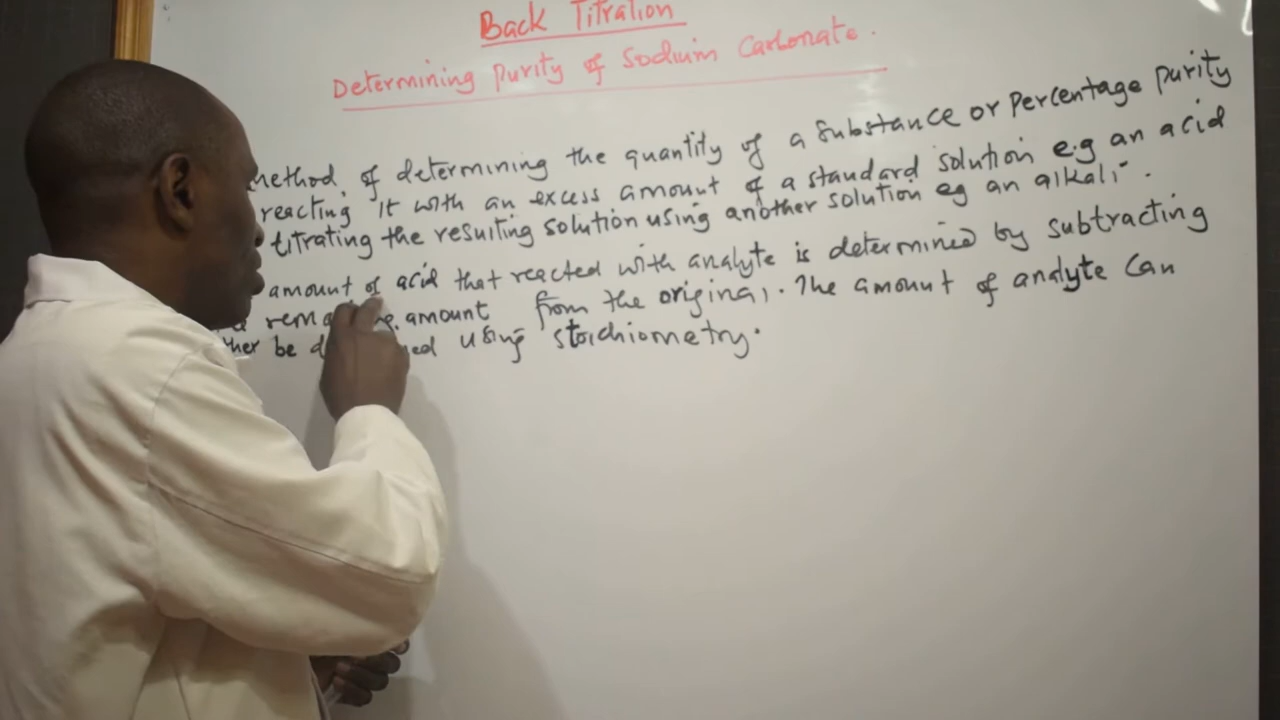 Back Titration
Determining purity of Sodium Carbonate.
method, of determining the quantity of a substance or percentage purity
reacting it with an excess amount of a standard solution e.g an acid
titrating the resulting solution using another solution eg an alkali.
amount of acid that reacted with analyte is determined by subtracting
amount from the original. The amount of analyte can
be using stoichiometry.